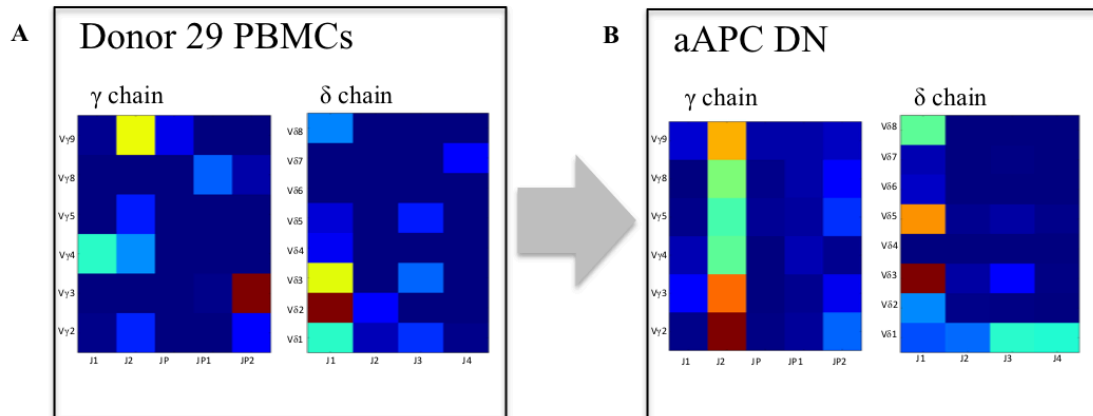 A
Donor 29 PBMCs
γ chain
Vγ9
Vγ8
Vγ5
Vγ4
Vγ3
Vγ2
J1 J2 JP JP1 JP2
δ chain
Vδ8
Vδ7
Vδ6
Vδ5
Vδ4
Vδ3
Vδ2
Vδ1
J1 J2 J3 J4
B
aAPC DN
γ chain
Vγ9
Vγ8
Vγ5
Vγ4
Vγ3
Vγ2
J1 J2 JP JP1 JP2
δ chain
Vδ8
Vδ7
Vδ6
Vδ5
Vδ4
Vδ3
Vδ2
Vδ1
J1 J2 J3 J4